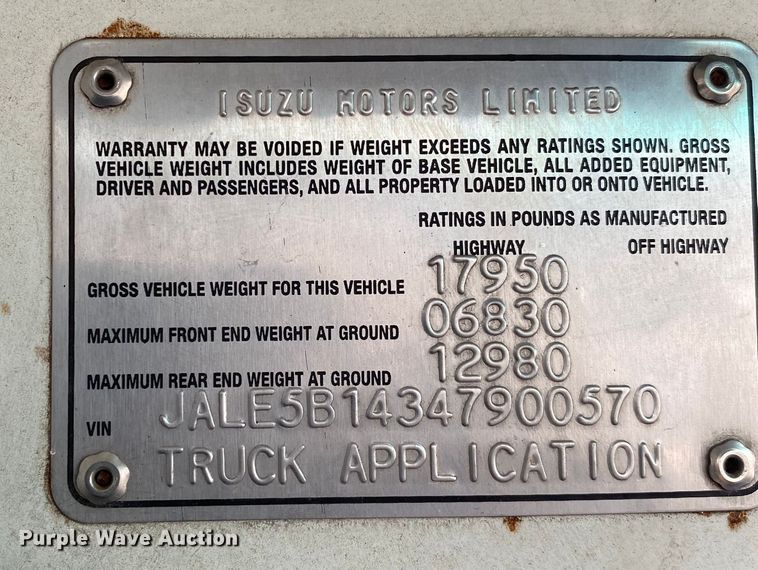 ISUZU MOTORS LIMITED
WARRANTY MAY BE VOIDED IF WEIGHT EXCEEDS ANY RATINGS SHOWN. GROSS
VEHICLE WEIGHT INCLUDES WEIGHT OF BASE VEHICLE, ALL ADDED EQUIPMENT,
DRIVER AND PASSENGERS, AND ALL PROPERTY LOADED INTO OR ONTO VEHICLE.
RATINGS IN POUNDS AS MANUFACTURED
HIGHWAY OFF HIGHWAY
GROSS VEHICLE WEIGHT FOR THIS VEHICLE 17950
MAXIMUM FRONT END WEIGHT AT GROUND 06830
MAXIMUM REAR END WEIGHT AT GROUND 12980
VIN JALE5B14347900570
TRUCK APPLICATION
Purple Wave Auction